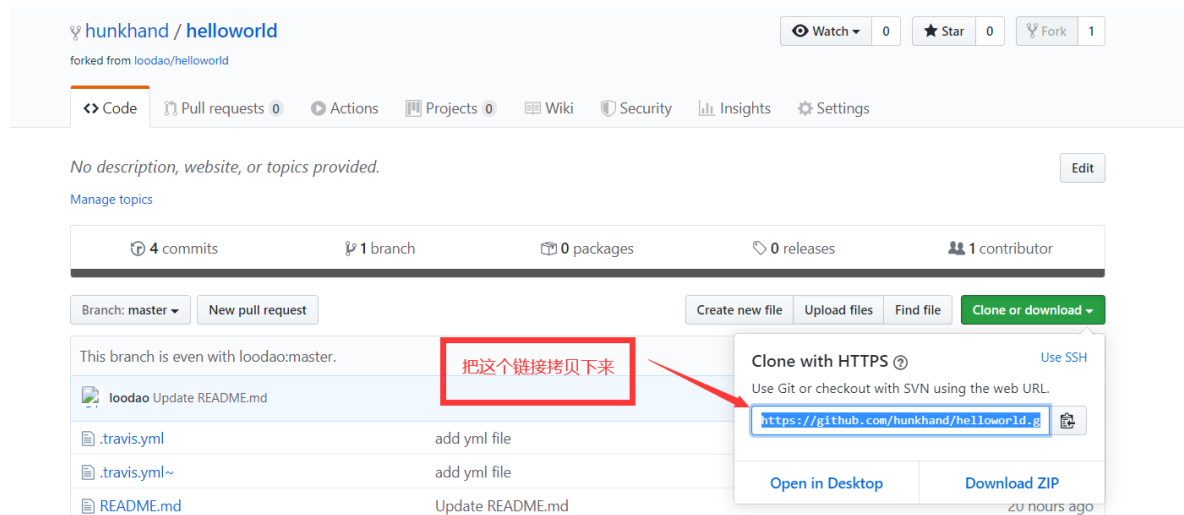 hunkhand / helloworld
Watch 0 Star 0 Fork 1
forked from loodao/helloworld
Code Pull requests 0 Actions Projects 0 Wiki Security Insights Settings
No description, website, or topics provided.
Edit
Manage topics
4 commits 1 branch 0 packages 0 releases 1 contributor
Branch: master New pull request Create new file Upload files Find file Clone or download
This branch is even with loodao:master.
把这个链接拷贝下来
Clone with HTTPS ? Use SSH
Use Git or checkout with SVN using the web URL.
https://github.com/hunkhand/helloworld.g
loodao Update README.md
.travis.yml add yml file
.travis.yml~ add yml file
Open in Desktop Download ZIP
README.md Update README.md 20 hours ago